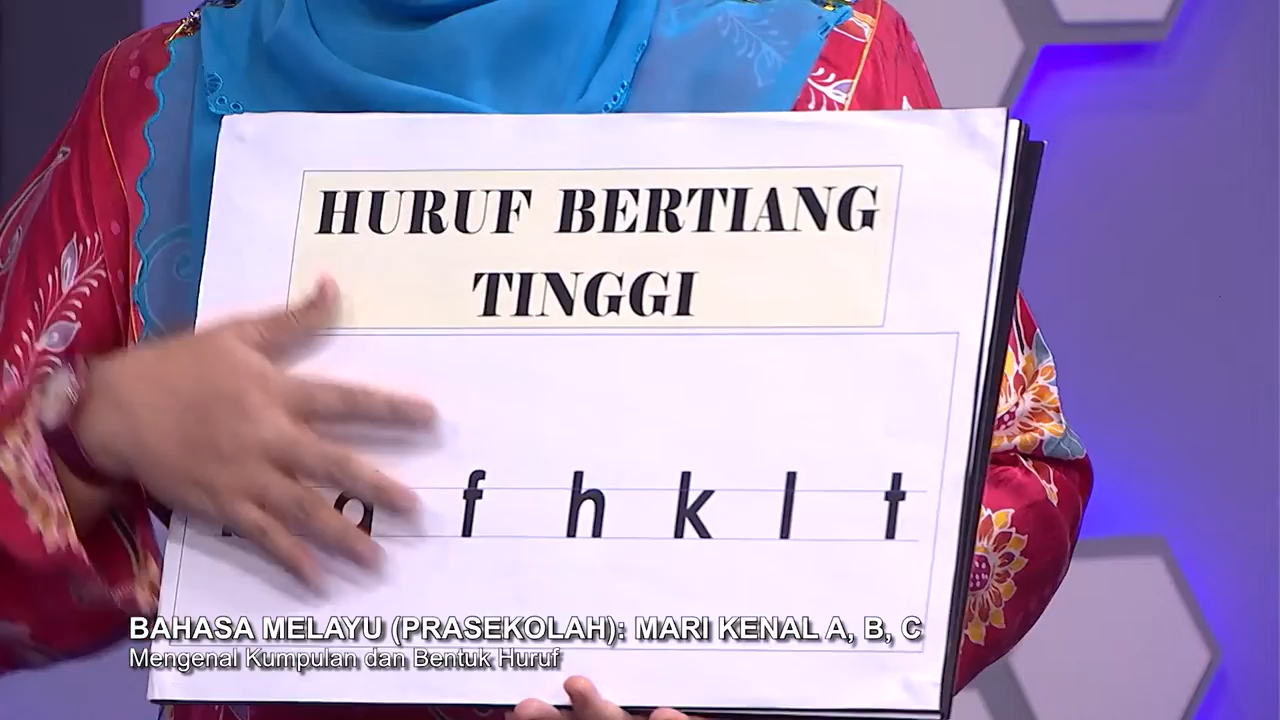 HURUF BERTIANG
TINGGI
f h k l t
BAHASA MELAYU (PRASEKOLAH): MARI KENAL A, B, C
Mengenal Kumpulan dan Bentuk Huruf